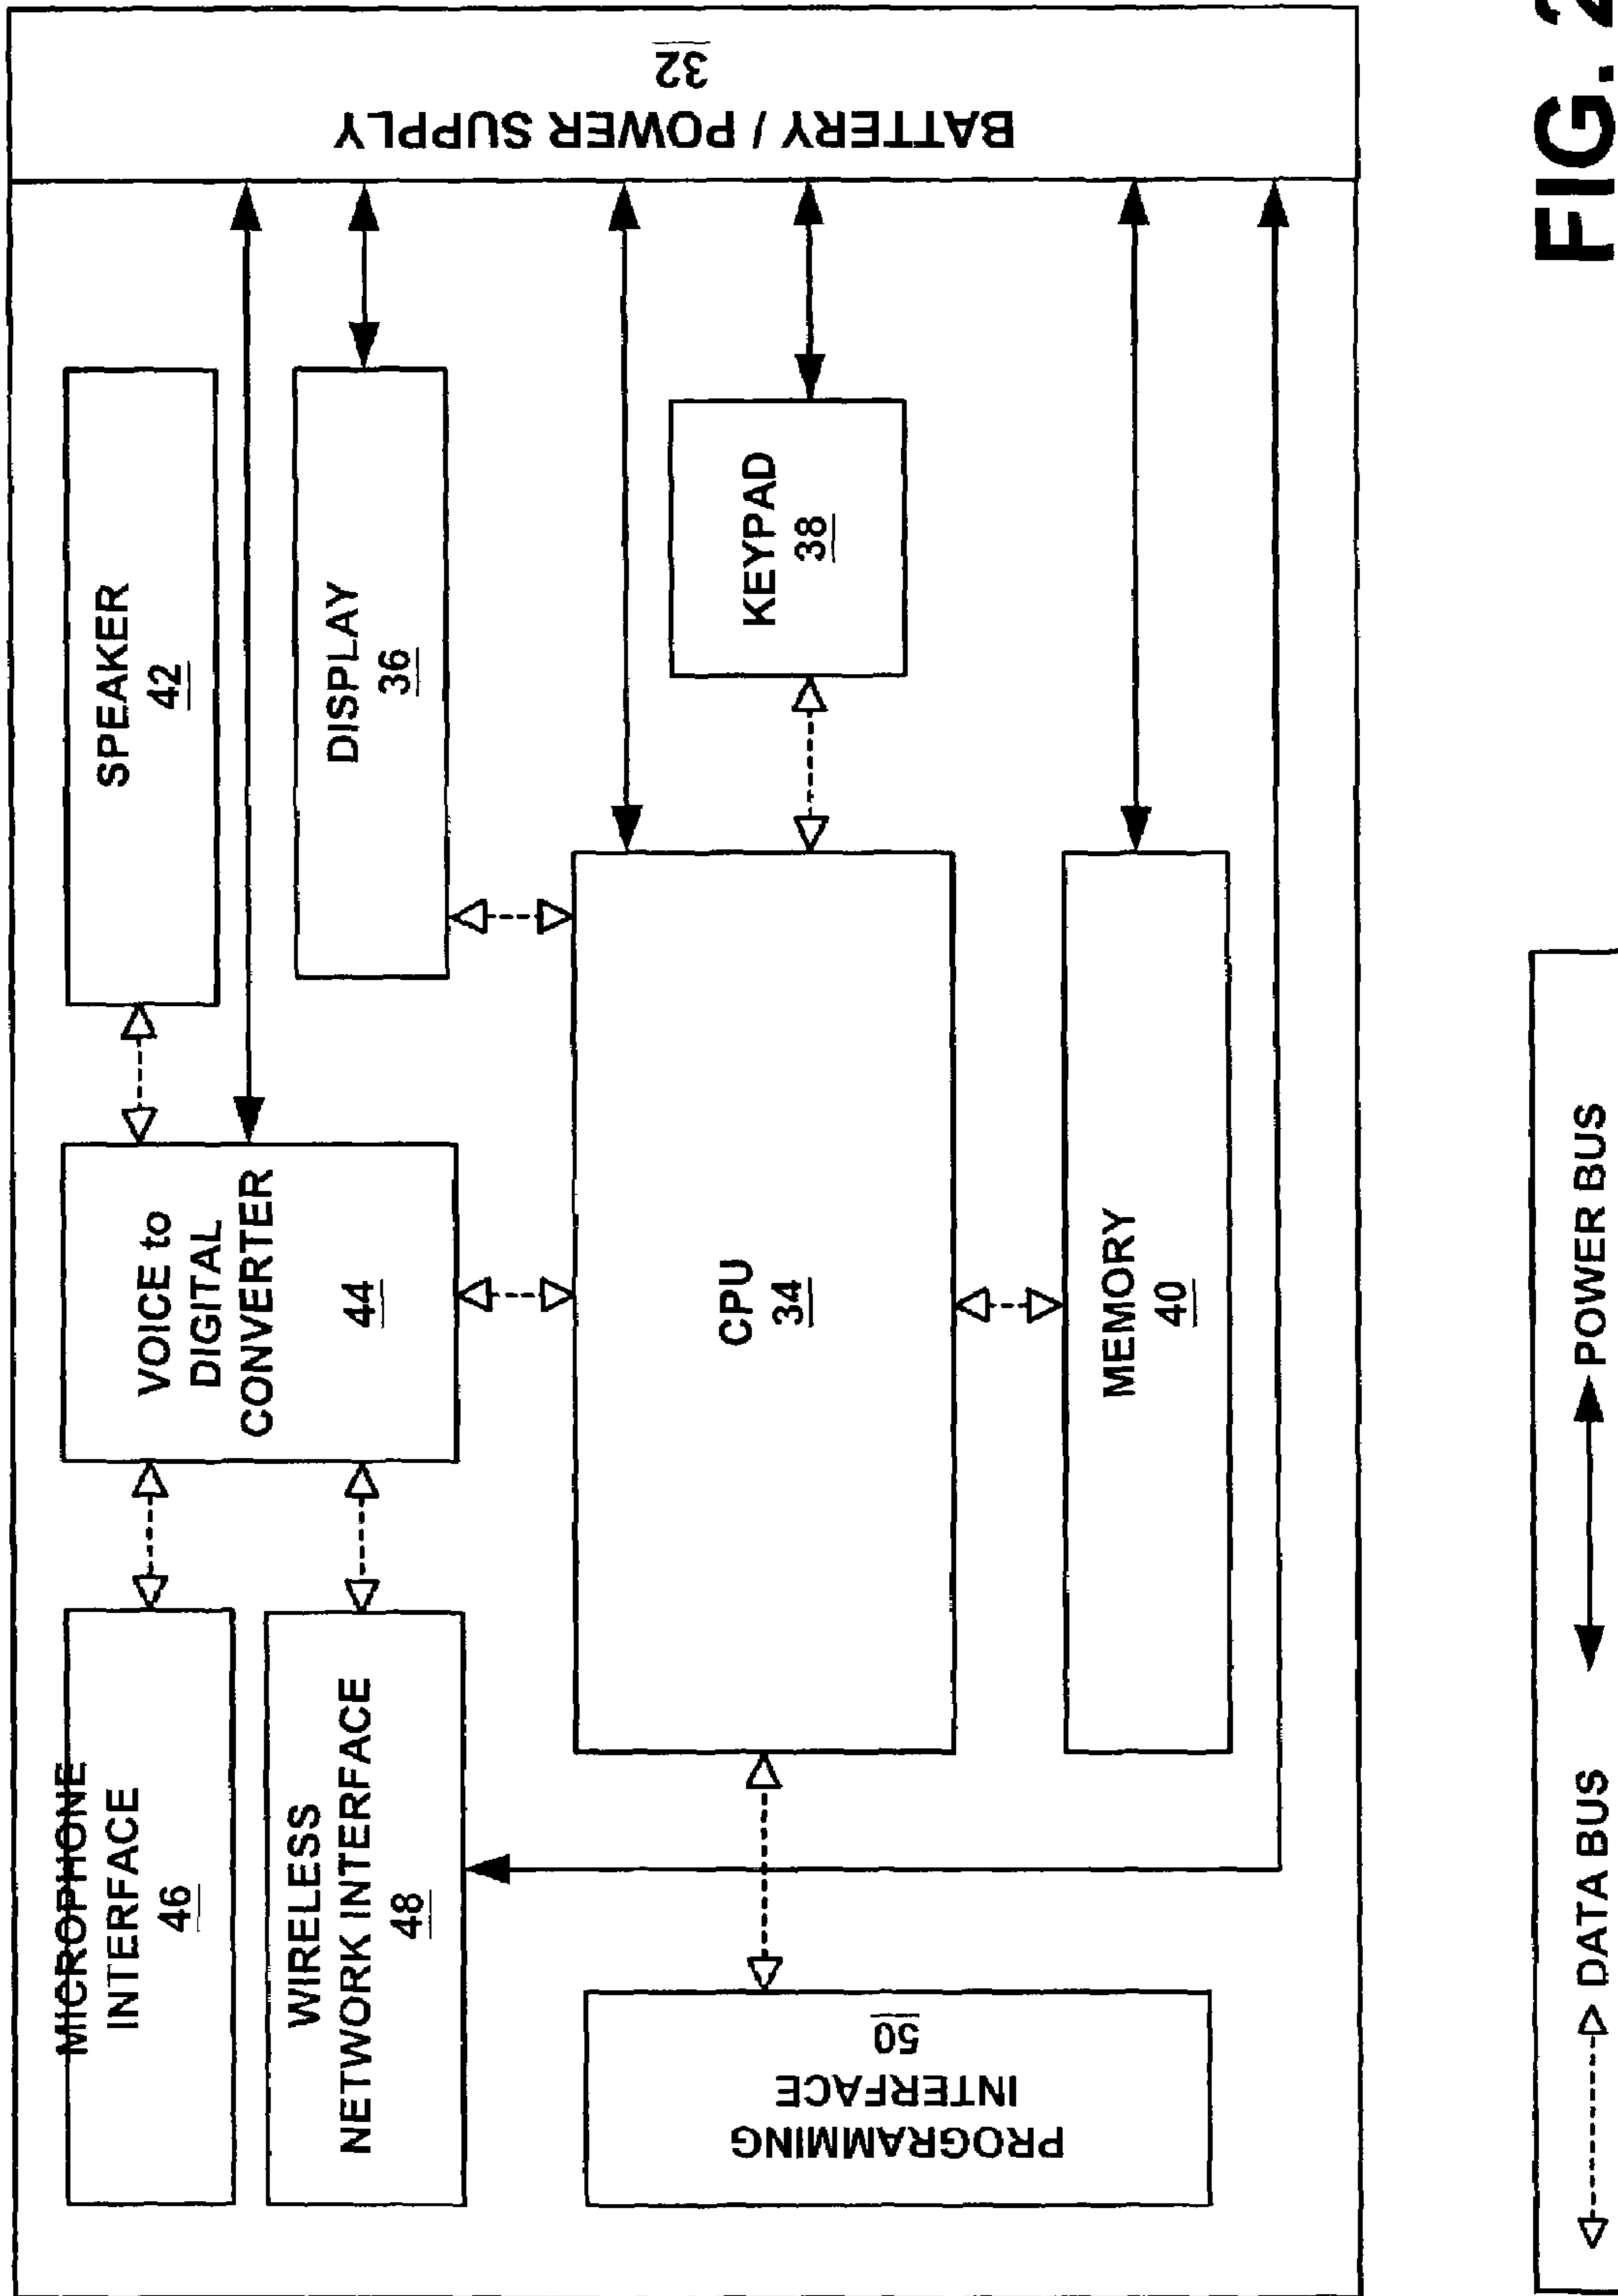 MICROPHONE
INTERFACE
46
WIRELESS
NETWORK INTERFACE
48
VOICE to
DIGITAL
CONVERTER
44
SPEAKER
42
DISPLAY
36
PROGRAMMING
INTERFACE
50
CPU
34
KEYPAD
38
MEMORY
40
BATTERY / POWER SUPPLY
32
DATA BUS
POWER BUS
FIG. 2